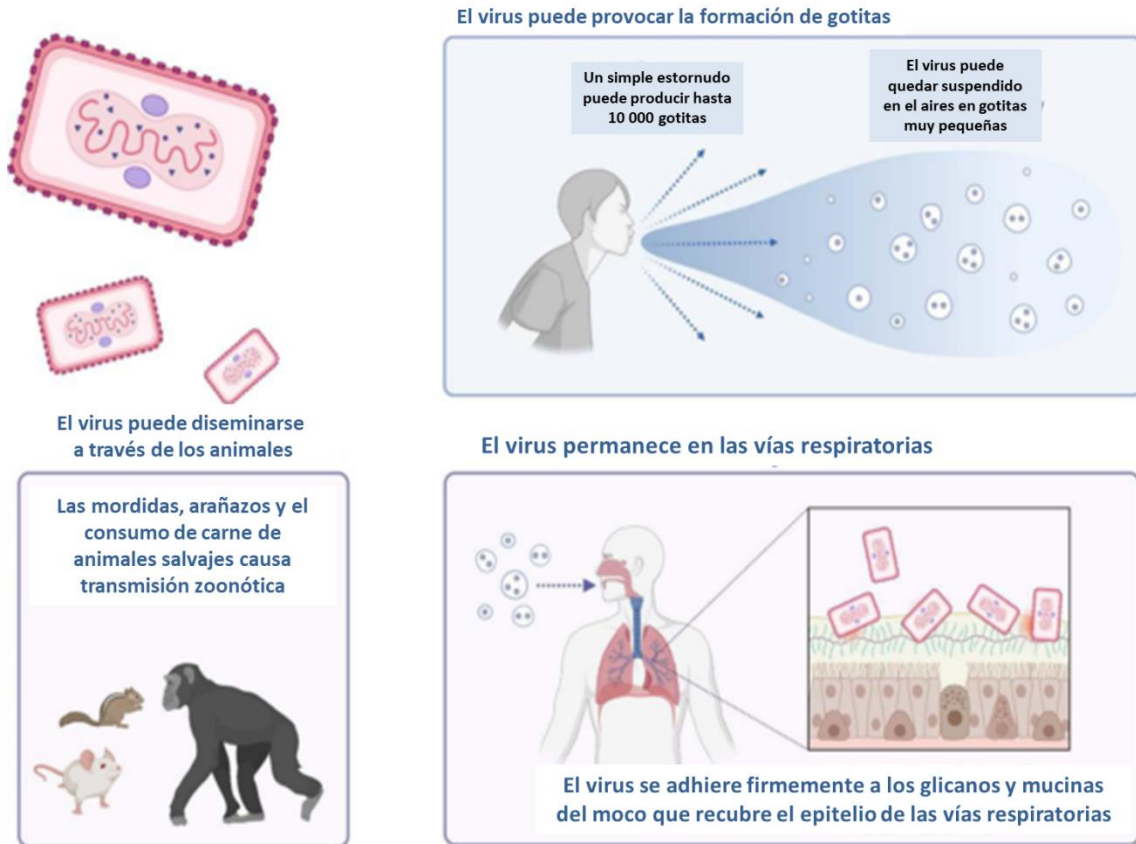 El virus puede provocar la formación de gotitas
Un simple estornudo
puede producir hasta
10 000 gotitas
El virus puede
quedar suspendido
en el aires en gotitas
muy pequeñas
El virus puede diseminarse
a través de los animales
Las mordidas, arañazos y el
consumo de carne de
animales salvajes causa
transmisión zoonótica
El virus permanece en las vías respiratorias
El virus se adhiere firmemente a los glicanos y mucinas
del moco que recubre el epitelio de las vías respiratorias